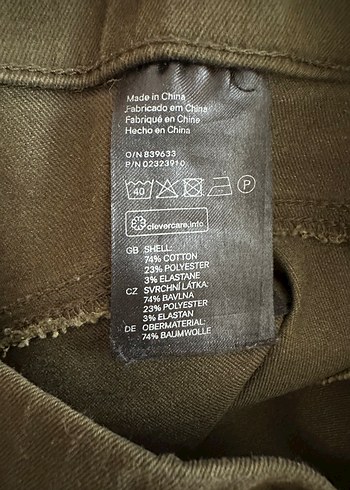 Made in China
Fabricado em China
Fabriqué en Chine
Hecho en China
O/N 839633
P/N 02323910
40 P
clevercare.info
GB SHELL:
74% COTTON
23% POLYESTER
3% ELASTANE
CZ SVRCHNÍ LÁTKA:
74% BAVLNA
23% POLYESTER
3% ELASTAN
DE OBERMATERIAL:
74% BAUMWOLLE